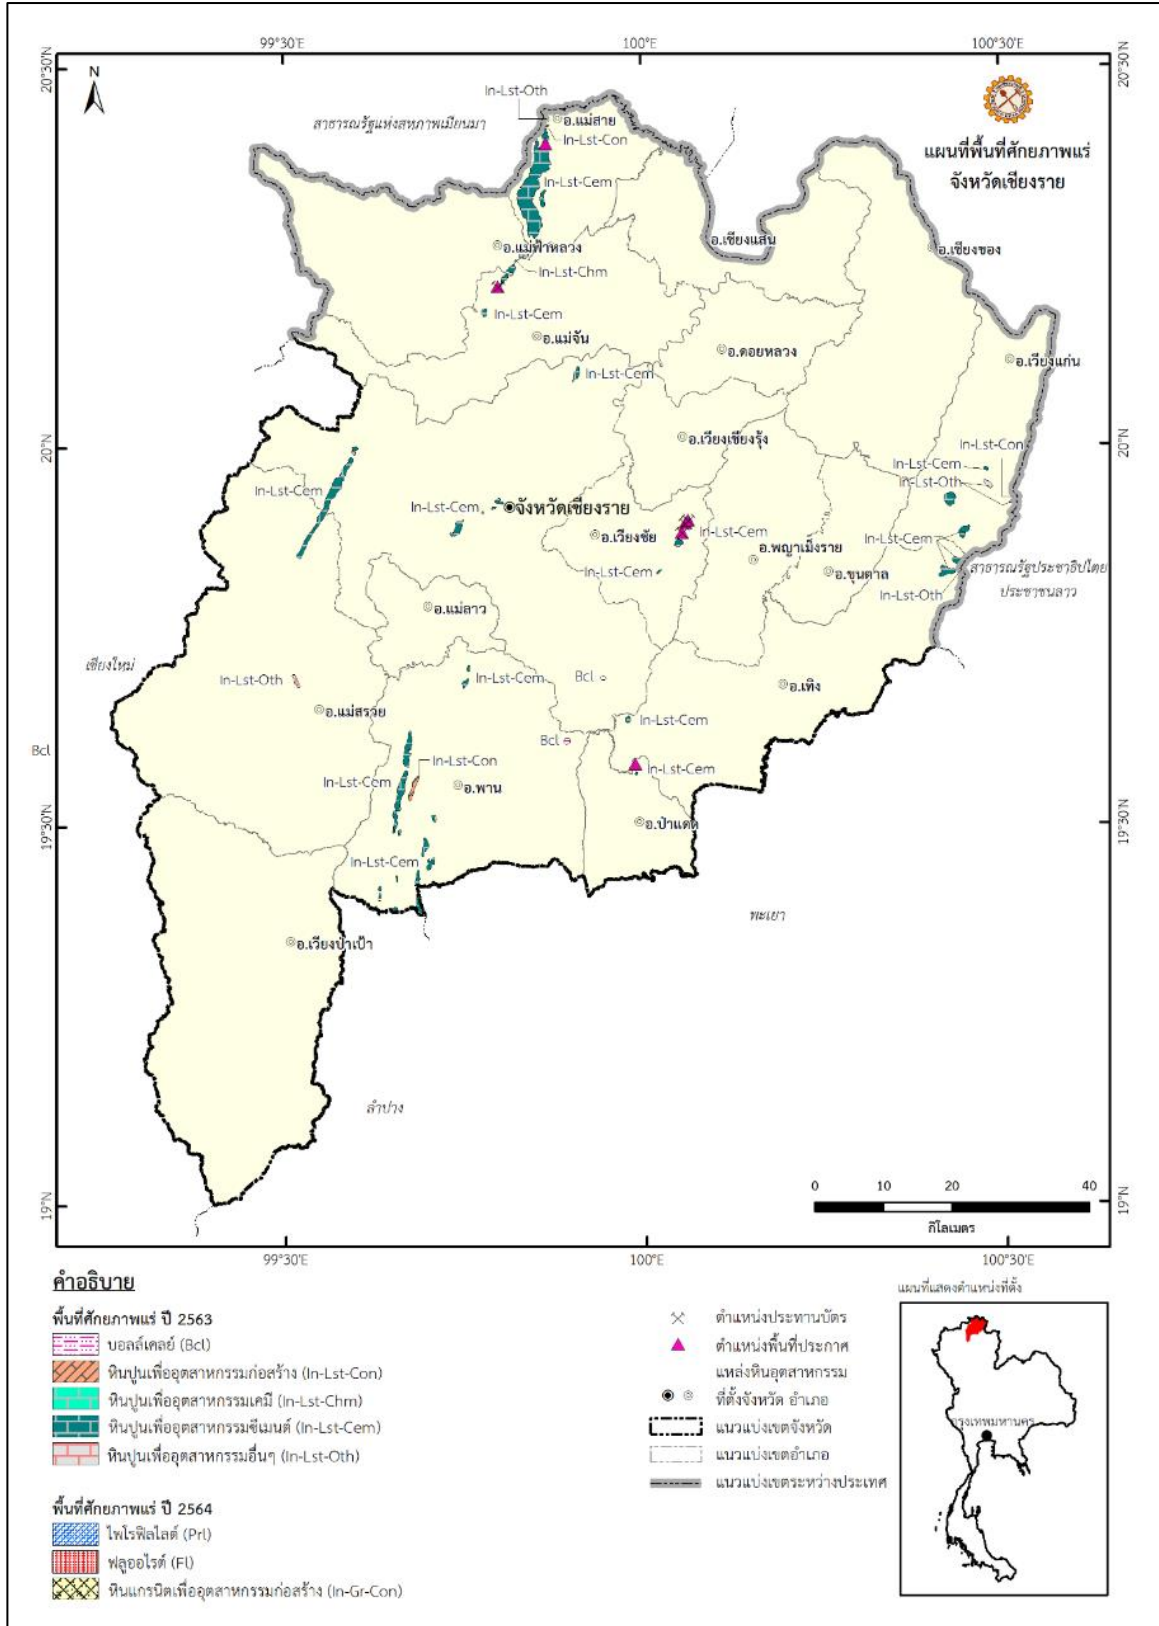 99°30'E 100°E 100°30'E
20°30'N 20°30'N
N
In-Lst-Oth
อ.แม่สาย
สาธารณรัฐแห่งสหภาพเมียนมา
In-Lst-Con
แผนที่พื้นที่ศักยภาพแร่
จังหวัดเชียงราย
In-Lst-Cem
อ.แม่ฟ้าหลวง
อ.เชียงแสน
อ.เชียงของ
In-Lst-Chm
In-Lst-Cem
อ.แม่จัน
อ.ดอยหลวง
อ.เวียงแก่น
In-Lst-Cem
อ.เวียงเชียงรุ้ง
In-Lst-Con
20°N 20°N
In-Lst-Cem
In-Lst-Oth
In-Lst-Cem
In-Lst-Cem
จังหวัดเชียงราย
อ.เวียงชัย
In-Lst-Cem
In-Lst-Cem
อ.พญาเม็งราย
อ.ขุนตาล
สาธารณรัฐประชาธิปไตย
ประชาชนลาว
In-Lst-Cem
In-Lst-Oth
อ.แม่ลาว
เชียงใหม่
In-Lst-Oth
In-Lst-Cem
Bcl
อ.เทิง
อ.แม่สรวย
In-Lst-Cem
Bcl
Bcl
In-Lst-Con
In-Lst-Cem
In-Lst-Cem
อ.พาน
อ.ป่าแดด
19°30'N 19°30'N
In-Lst-Cem
พะเยา
อ.เวียงป่าเป้า
ลำปาง
0 10 20 40
กิโลเมตร
19°N 19°N
99°30'E 100°E 100°30'E
คำอธิบาย
พื้นที่ศักยภาพแร่ ปี 2563
บอลล์เคลย์ (Bcl)
หินปูนเพื่ออุตสาหกรรมก่อสร้าง (In-Lst-Con)
หินปูนเพื่ออุตสาหกรรมเคมี (In-Lst-Chm)
หินปูนเพื่ออุตสาหกรรมซีเมนต์ (In-Lst-Cem)
หินปูนเพื่ออุตสาหกรรมอื่นๆ (In-Lst-Oth)
พื้นที่ศักยภาพแร่ ปี 2564
ไพโรฟิลไลต์ (Prl)
ฟลูออไรต์ (Fl)
หินแกรนิตเพื่ออุตสาหกรรมก่อสร้าง (In-Gr-Con)
ตำแหน่งประทานบัตร
ตำแหน่งพื้นที่ประกาศ
แหล่งหินอุตสาหกรรม
ที่ตั้งจังหวัด อำเภอ
แนวแบ่งเขตจังหวัด
แนวแบ่งเขตอำเภอ
แนวแบ่งเขตระหว่างประเทศ
แผนที่แสดงตำแหน่งที่ตั้ง
กรุงเทพมหานคร